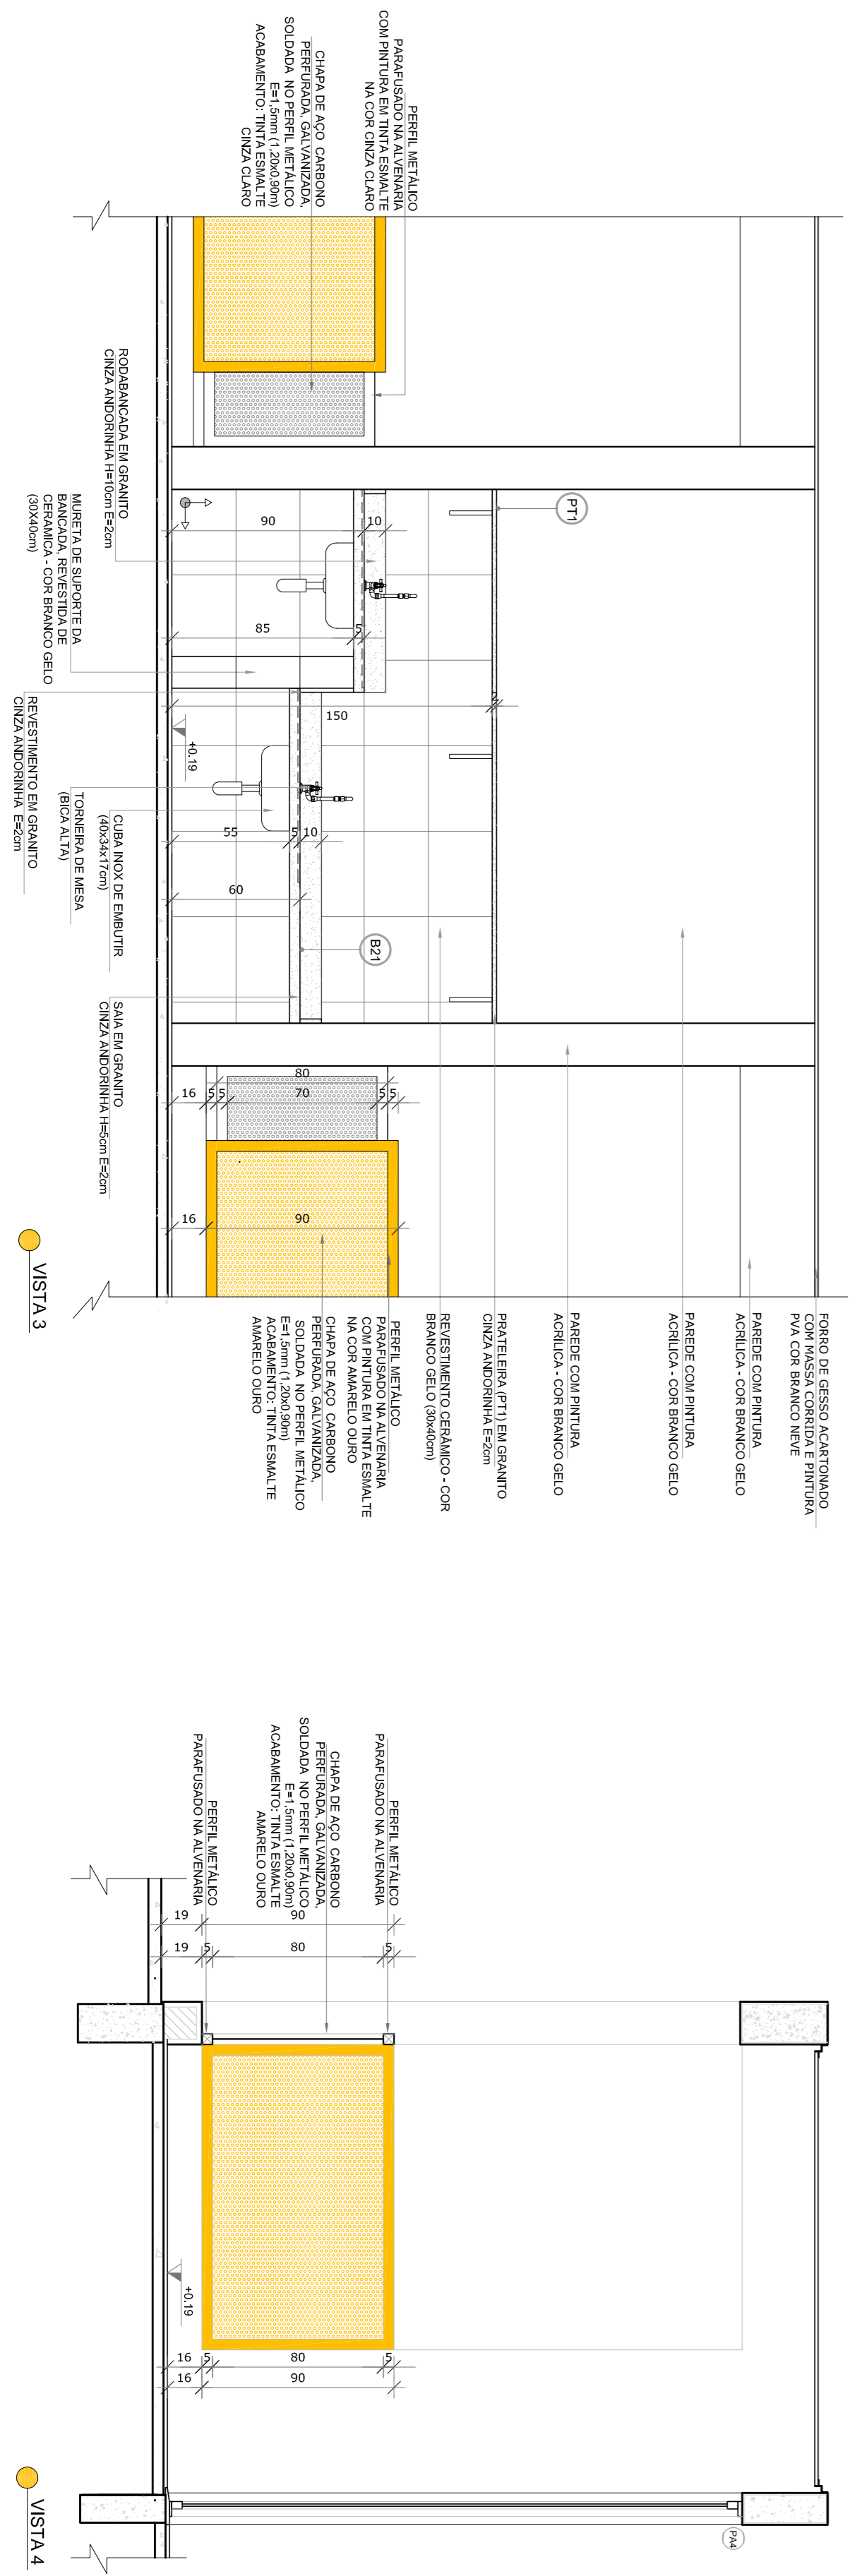 PERFIL METÁLICO
PARAFUSADO NA ALVENARIA
COM PINTURA EM TINTA ESMALTE
NA COR CINZA CLARO
CHAPA DE AÇO CARBONO
PERFURADA, GALVANIZADA,
SOLDADA NO PERFIL METÁLICO
E=1,5mm (1,20x0,90m)
ACABAMENTO: TINTA ESMALTE
CINZA CLARO
RODABANCADA EM GRANITO
CINZA ANDORINHA H=10cm E=2cm
MURETA DE SUPORTE DA
BANCADA, REVESTIDA DE
CERAMICA - COR BRANCO GELO
(30X40cm)
REVESTIMENTO EM GRANITO
CINZA ANDORINHA E=2cm
TORNEIRA DE MESA
(BICA ALTA)
CUBA INOX DE EMBUTIR
(40x34x17cm)
SAIA EM GRANITO
CINZA ANDORINHA H=5cm E=2cm
PT1
B21
90
10
85
5
2
150
+0.19
55
5
10
60
80
16
5
5
70
5
5
16
90
FORRO DE GESSO ACARTONADO
COM MASSA CORRIDA E PINTURA
PVA COR BRANCO NEVE
PAREDE COM PINTURA
ACRÍLICA - COR BRANCO GELO
PAREDE COM PINTURA
ACRÍLICA - COR BRANCO GELO
PAREDE COM PINTURA
ACRÍLICA - COR BRANCO GELO
PRATELEIRA (PT1) EM GRANITO
CINZA ANDORINHA E=2cm
REVESTIMENTO CERÂMICO - COR
BRANCO GELO (30x40cm)
PERFIL METÁLICO
PARAFUSADO NA ALVENARIA
COM PINTURA EM TINTA ESMALTE
NA COR AMARELO OURO
CHAPA DE AÇO CARBONO
PERFURADA, GALVANIZADA,
SOLDADA NO PERFIL METÁLICO
E=1,5mm (1,20x0,90m)
ACABAMENTO: TINTA ESMALTE
AMARELO OURO
VISTA 3
PERFIL METÁLICO
PARAFUSADO NA ALVENARIA
CHAPA DE AÇO CARBONO
PERFURADA, GALVANIZADA,
SOLDADA NO PERFIL METÁLICO
E=1,5mm (1,20x0,90m)
ACABAMENTO: TINTA ESMALTE
AMARELO OURO
PERFIL METÁLICO
PARAFUSADO NA ALVENARIA
19
90
19
5
80
5
+0.19
16
5
80
5
16
90
PA4
VISTA 4